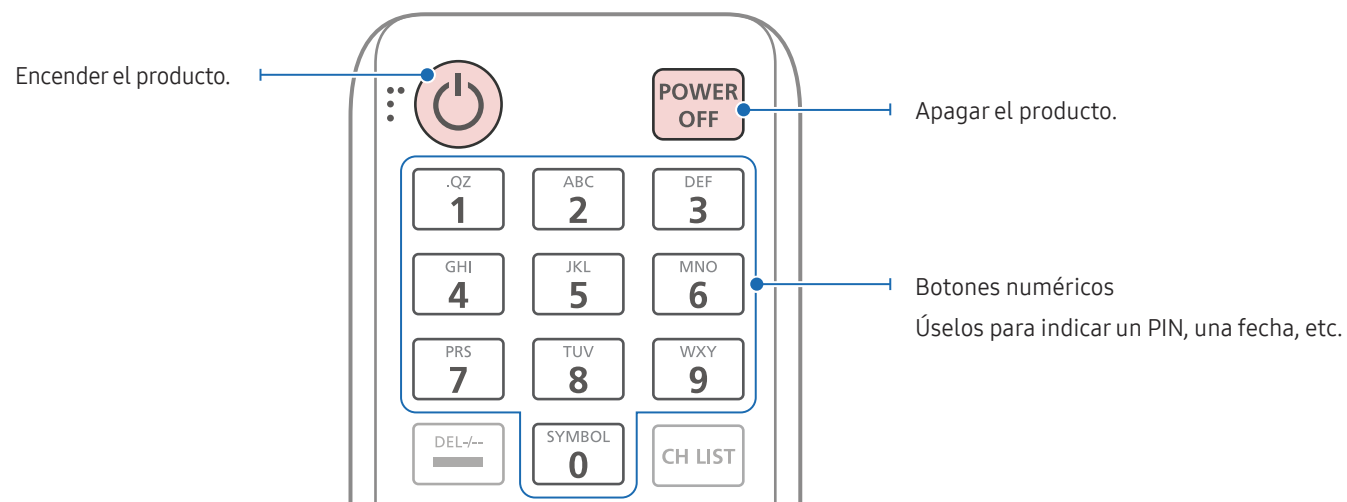 Encender el producto.
POWER
OFF
Apagar el producto.
.QZ
1
ABC
2
DEF
3
GHI
4
JKL
5
MNO
6
Botones numéricos
Úselos para indicar un PIN, una fecha, etc.
PRS
7
TUV
8
WXY
9
DEL-/--
SYMBOL
0
CH LIST